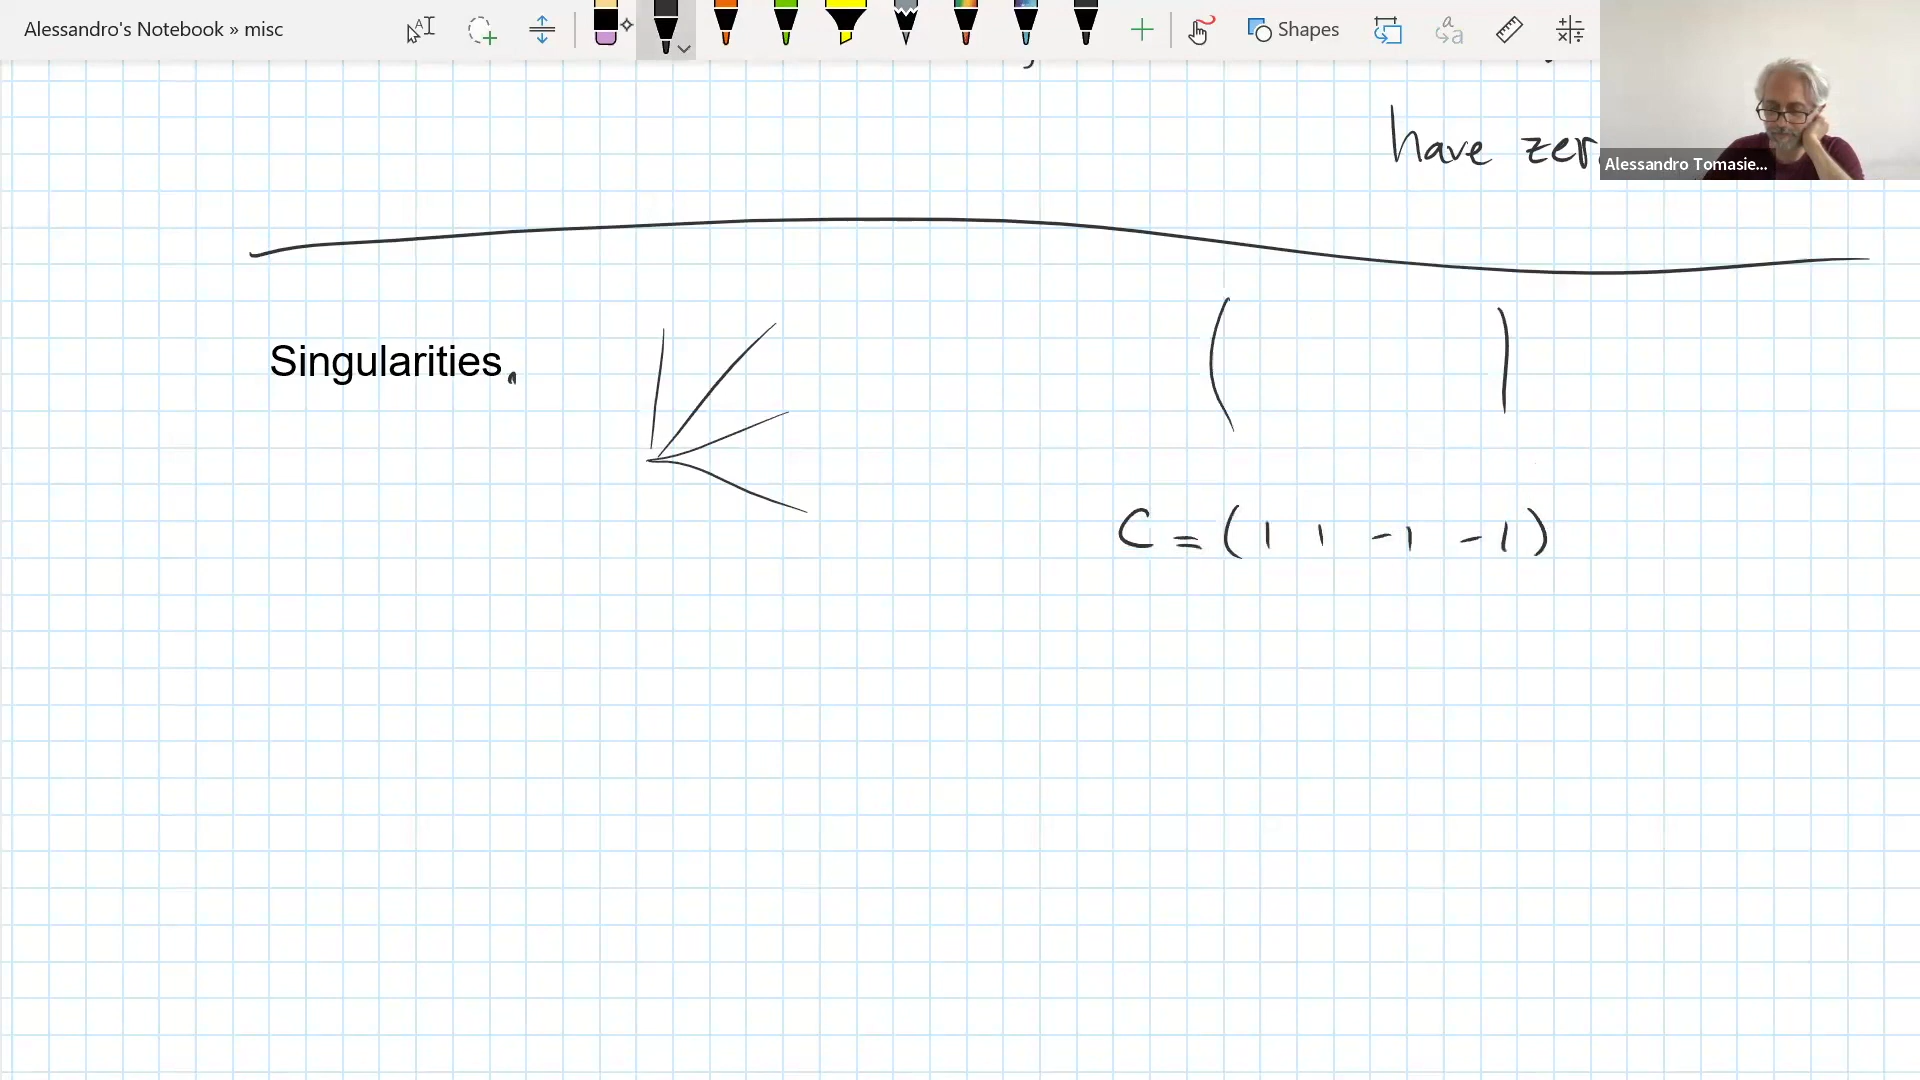 Alessandro's Notebook » misc
Shapes
have zer
Alessandro Tomasie...
Singularities.
C = ( 1 1 -1 -1 )